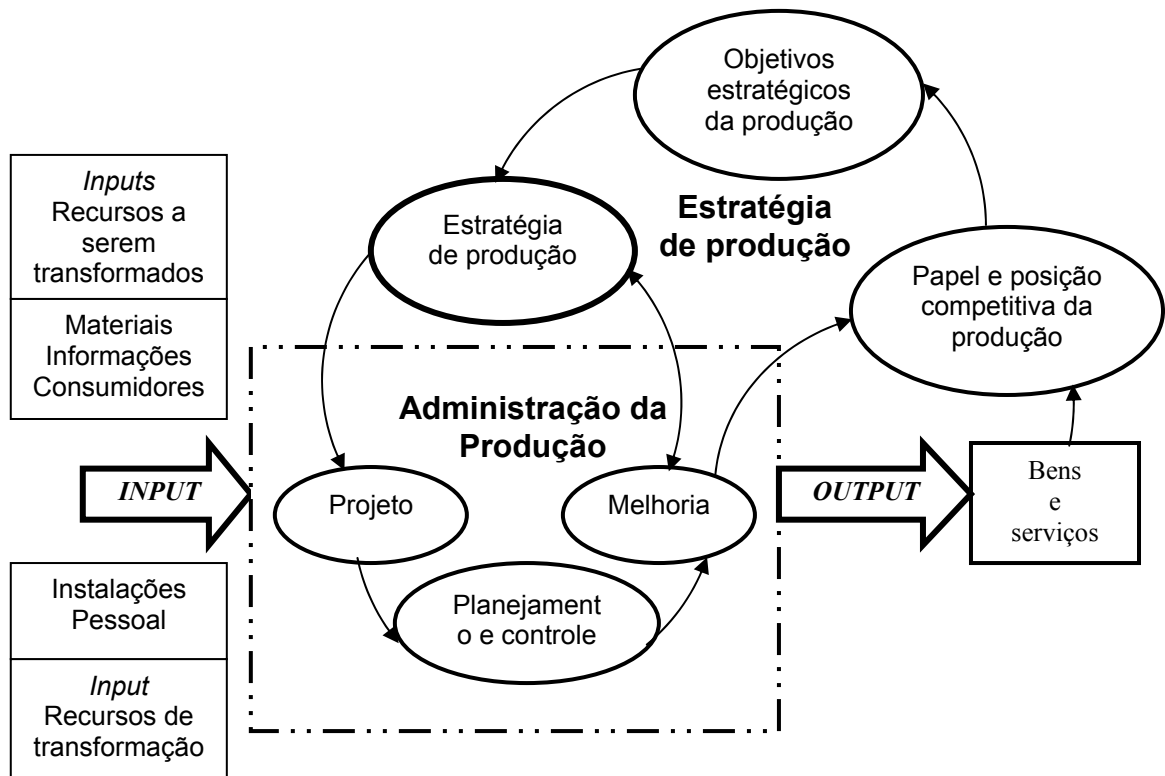 Objetivos
estratégicos
da produção
Inputs
Recursos a
serem
transformados
Materiais
Informações
Consumidores
Estratégia
de produção
Estratégia
de produção
Papel e posição
competitiva da
produção
Administração da
Produção
INPUT
Projeto
Melhoria
OUTPUT
Bens
e
serviços
Planejament
o e controle
Instalações
Pessoal
Input
Recursos de
transformação